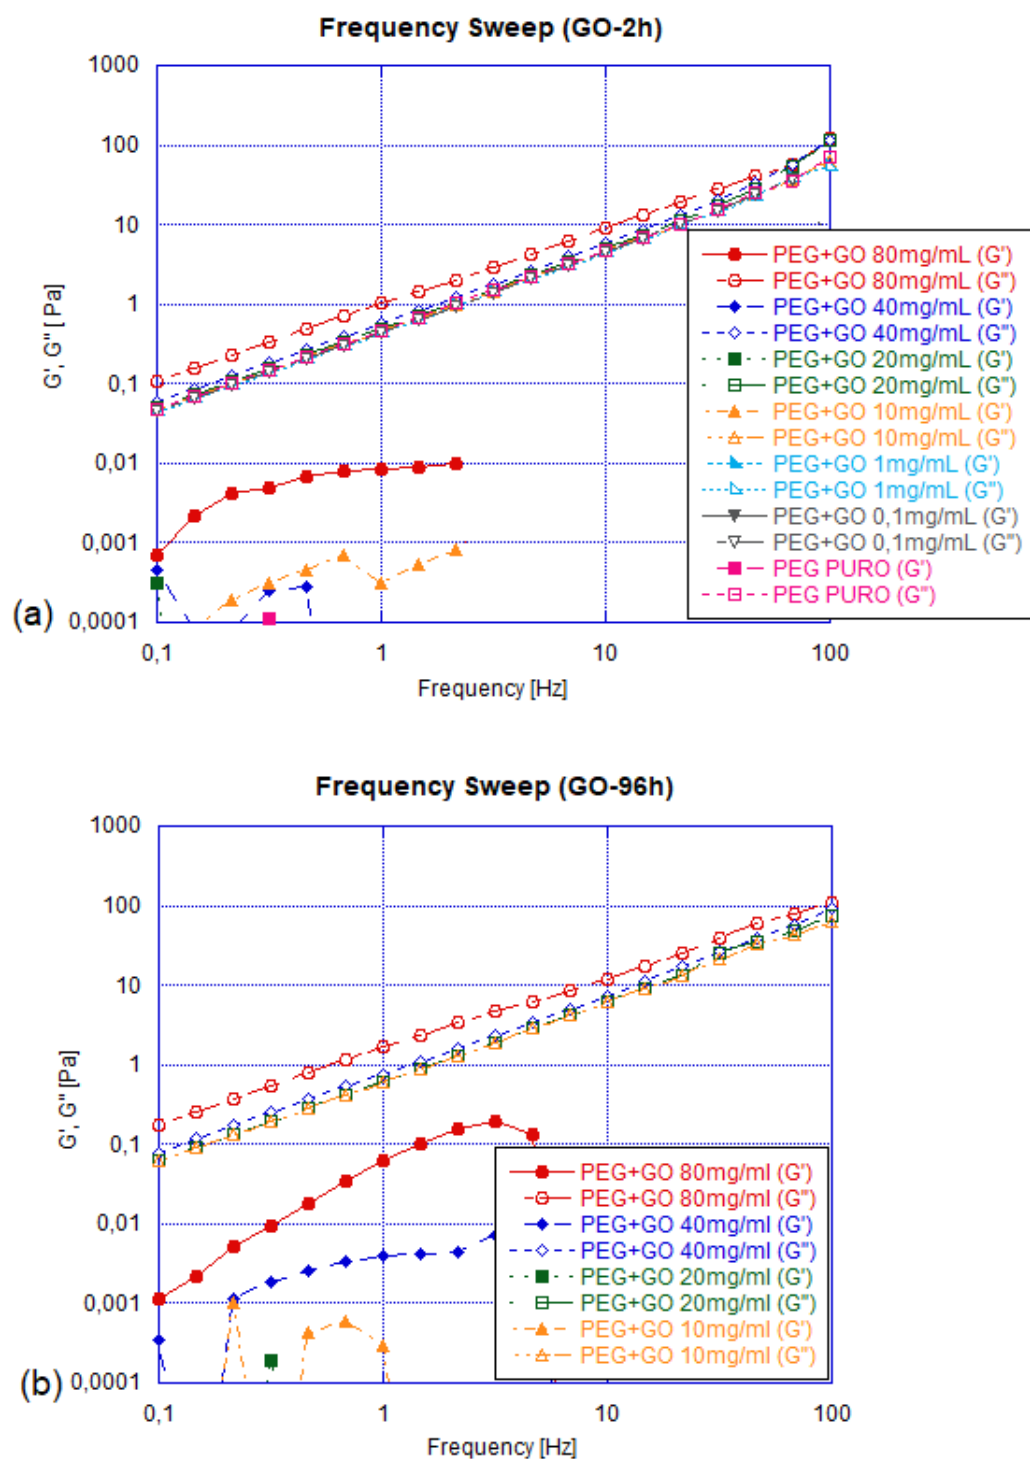 Frequency Sweep (GO-2h)
1000
100
10
1
0,1
0,01
0,001
0,0001
G', G" [ Pa]
0,1 1 10 100
Frequency [Hz]
PEG+GO 80mg/mL (G')
PEG+GO 80mg/mL (G")
PEG+GO 40mg/mL (G')
PEG+GO 40mg/mL (G")
PEG+GO 20mg/mL (G')
PEG+GO 20mg/mL (G")
PEG+GO 10mg/mL (G')
PEG+GO 10mg/mL (G")
PEG+GO 1mg/mL (G')
PEG+GO 1mg/mL (G")
PEG+GO 0,1mg/mL (G')
PEG+GO 0,1mg/mL (G")
PEG PURO (G')
PEG PURO (G")
(a)
Frequency Sweep (GO-96h)
1000
100
10
1
0,1
0,01
0,001
0,0001
G', G" [Pa]
0,1 1 10 100
Frequency [Hz]
PEG+GO 80mg/ml (G')
PEG+GO 80mg/ml (G")
PEG+GO 40mg/ml (G')
PEG+GO 40mg/ml (G")
PEG+GO 20mg/ml (G')
PEG+GO 20mg/ml (G")
PEG+GO 10mg/ml (G')
PEG+GO 10mg/ml (G")
(b)